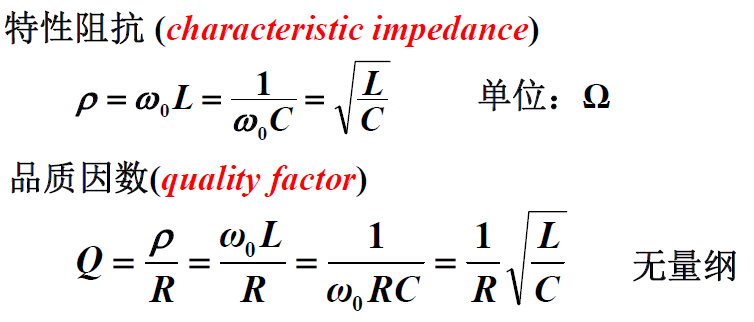 特性阻抗 (characteristic impedance)
ρ = ω₀L = 1/(ω₀C) = √(L/C) 单位：Ω
品质因数(quality factor)
Q = ρ/R = ω₀L/R = 1/(ω₀RC) = (1/R)√(L/C) 无量纲